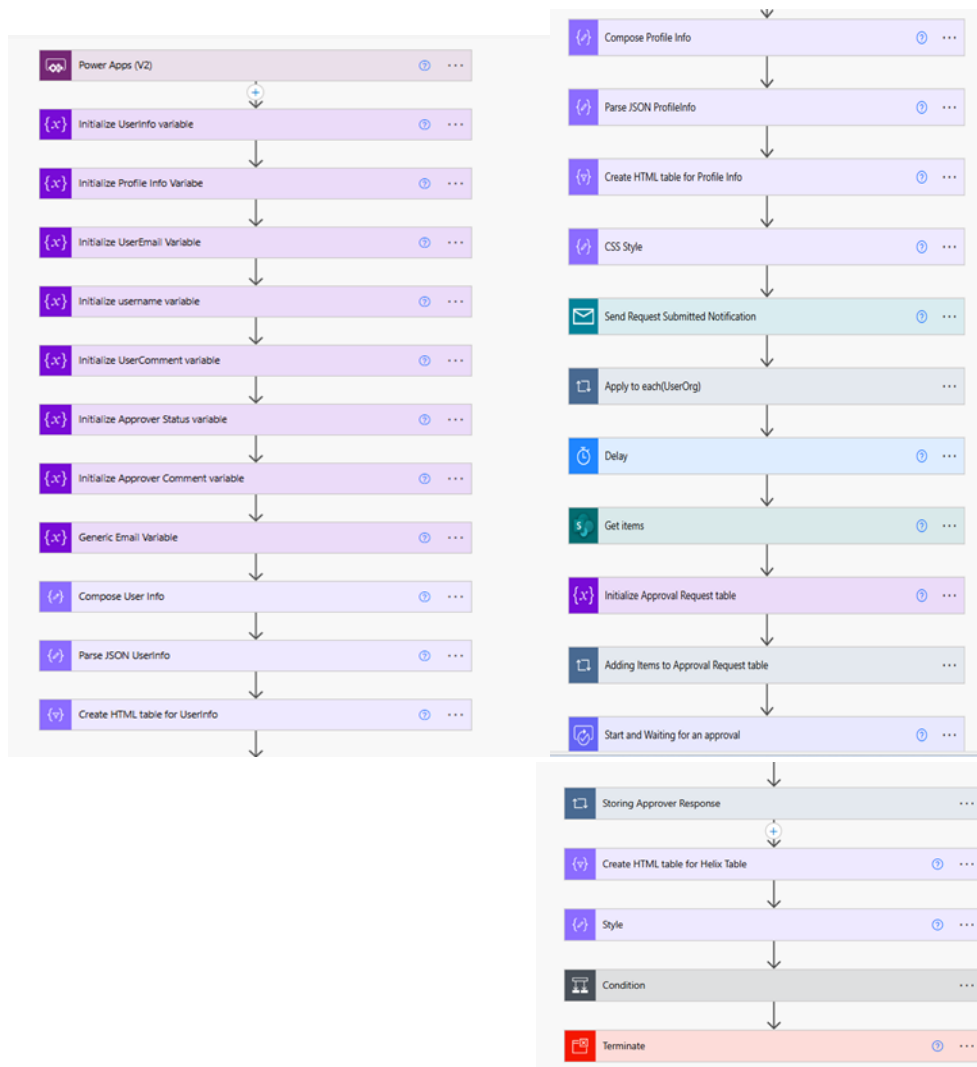 Power Apps (V2)
Initialize UserInfo variable
Initialize Profile Info Variabe
Initialize UserEmail Variable
Initialize username variable
Initialize UserComment variable
Initialize Approver Status variable
Initialize Approver Comment variable
Generic Email Variable
Compose User Info
Parse JSON UserInfo
Create HTML table for UserInfo
Compose Profile Info
Parse JSON ProfileInfo
Create HTML table for Profile Info
CSS Style
Send Request Submitted Notification
Apply to each(UserOrg)
Delay
Get items
Initialize Approval Request table
Adding Items to Approval Request table
Start and Waiting for an approval
Storing Approver Response
Create HTML table for Helix Table
Style
Condition
Terminate